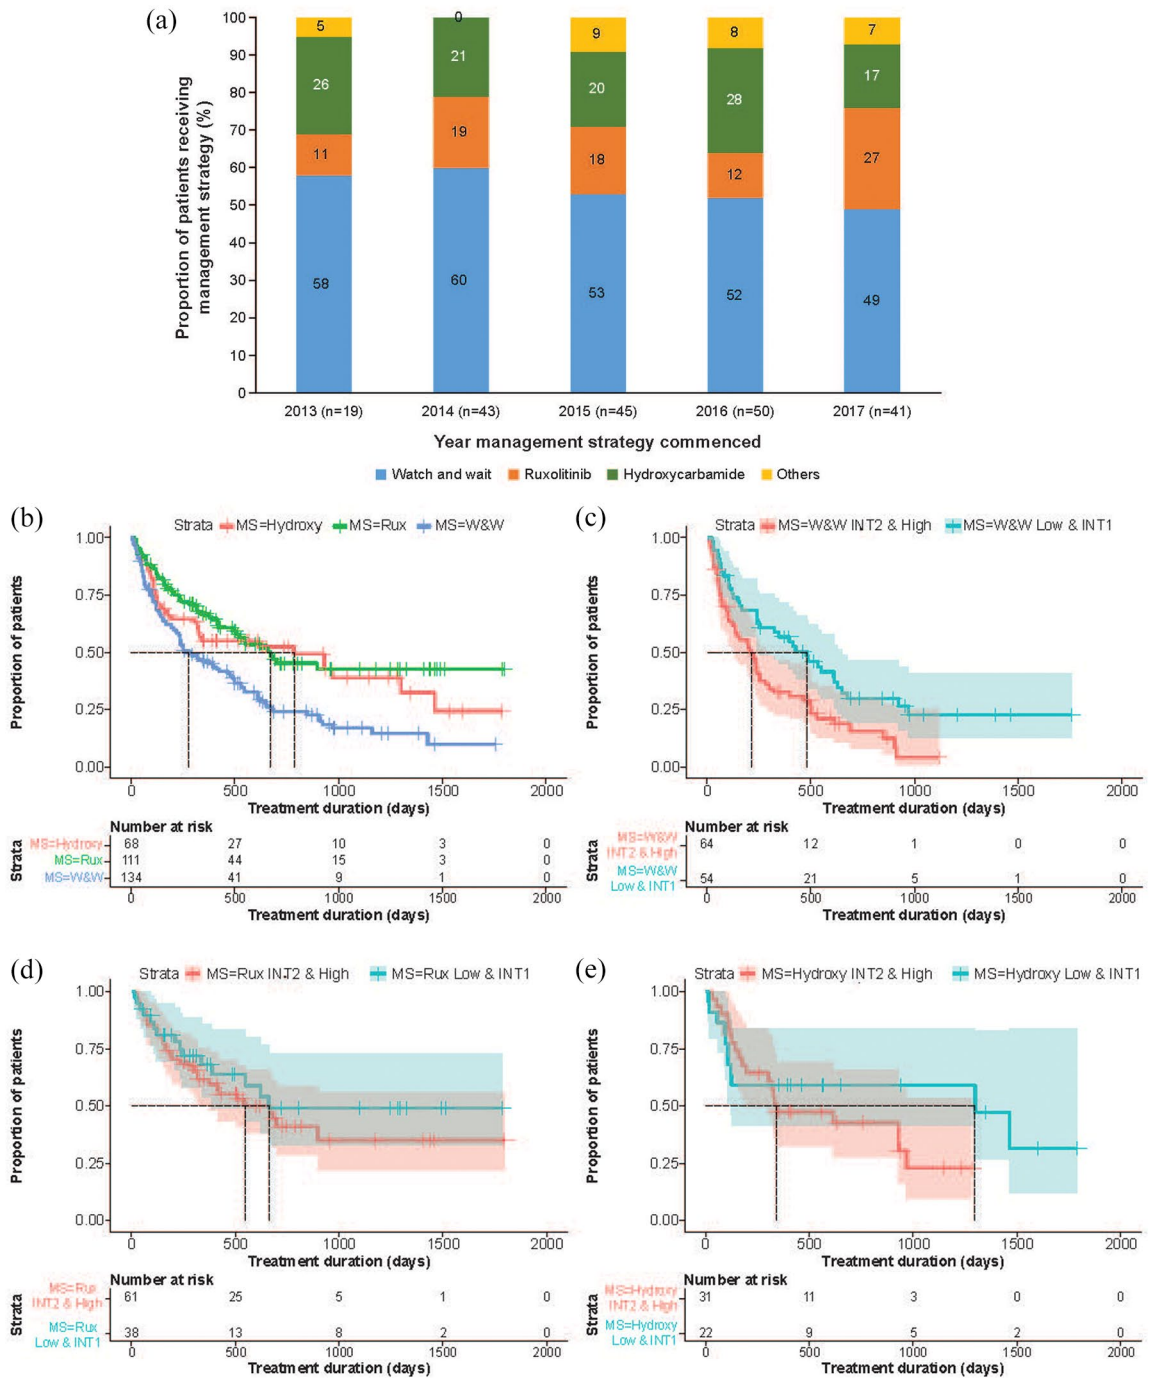 (a)
Proportion of patients receiving
management strategy (%)
100
90
80
70
60
50
40
30
20
10
0
5
26
11
58
0
21
19
60
9
20
18
53
8
28
12
52
7
17
27
49
2013 (n=19) 2014 (n=43) 2015 (n=45) 2016 (n=50) 2017 (n=41)
Year management strategy commenced
Watch and wait Ruxolitinib Hydroxycarbamide Others
(b)
Strata MS=Hydroxy MS=Rux MS=W&W
Proportion of patients
1.00
0.75
0.50
0.25
0.00
0 500 1000 1500 2000
Treatment duration (days)
Number at risk
Strata
MS=Hydroxy 68 27 10 3 0
MS=Rux 111 44 15 3 0
MS=W&W 134 41 9 1 0
0 500 1000 1500 2000
Treatment duration (days)
(c)
Strata MS=W&W INT2 & High MS=W&W Low & INT1
Proportion of patients
1.00
0.75
0.50
0.25
0.00
0 500 1000 1500 2000
Treatment duration (days)
Number at risk
Strata
MS=W&W
INT2 & High
64 12 1 0 0
MS=W&W
Low & INT1
54 21 5 1 0
0 500 1000 1500 2000
Treatment duration (days)
(d)
Strata MS=Rux INT2 & High MS=Rux Low & INT1
Proportion of patients
1.00
0.75
0.50
0.25
0.00
0 500 1000 1500 2000
Treatment duration (days)
Number at risk
Strata
MS=Rux
INT2 & High
61 25 5 1 0
MS=Rux
Low & INT1
38 13 8 2 0
0 500 1000 1500 2000
Treatment duration (days)
(e)
Strata MS=Hydroxy INT2 & High MS=Hydroxy Low & INT1
Proportion of patients
1.00
0.75
0.50
0.25
0.00
0 500 1000 1500 2000
Treatment duration (days)
Number at risk
Strata
MS=Hydroxy
INT2 & High
31 11 3 0 0
MS=Hydroxy
Low & INT1
22 9 5 2 0
0 500 1000 1500 2000
Treatment duration (days)